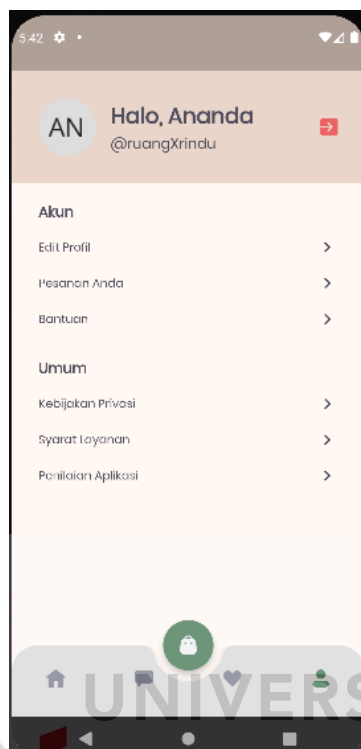 5:42
AN
Halo, Ananda
@ruangXrindu
Akun
Edit Profil
Pesanan Anda
Bantuan
Umum
Kebijakan Privasi
Syarat Layanan
Penilaian Aplikasi
UNIVERS